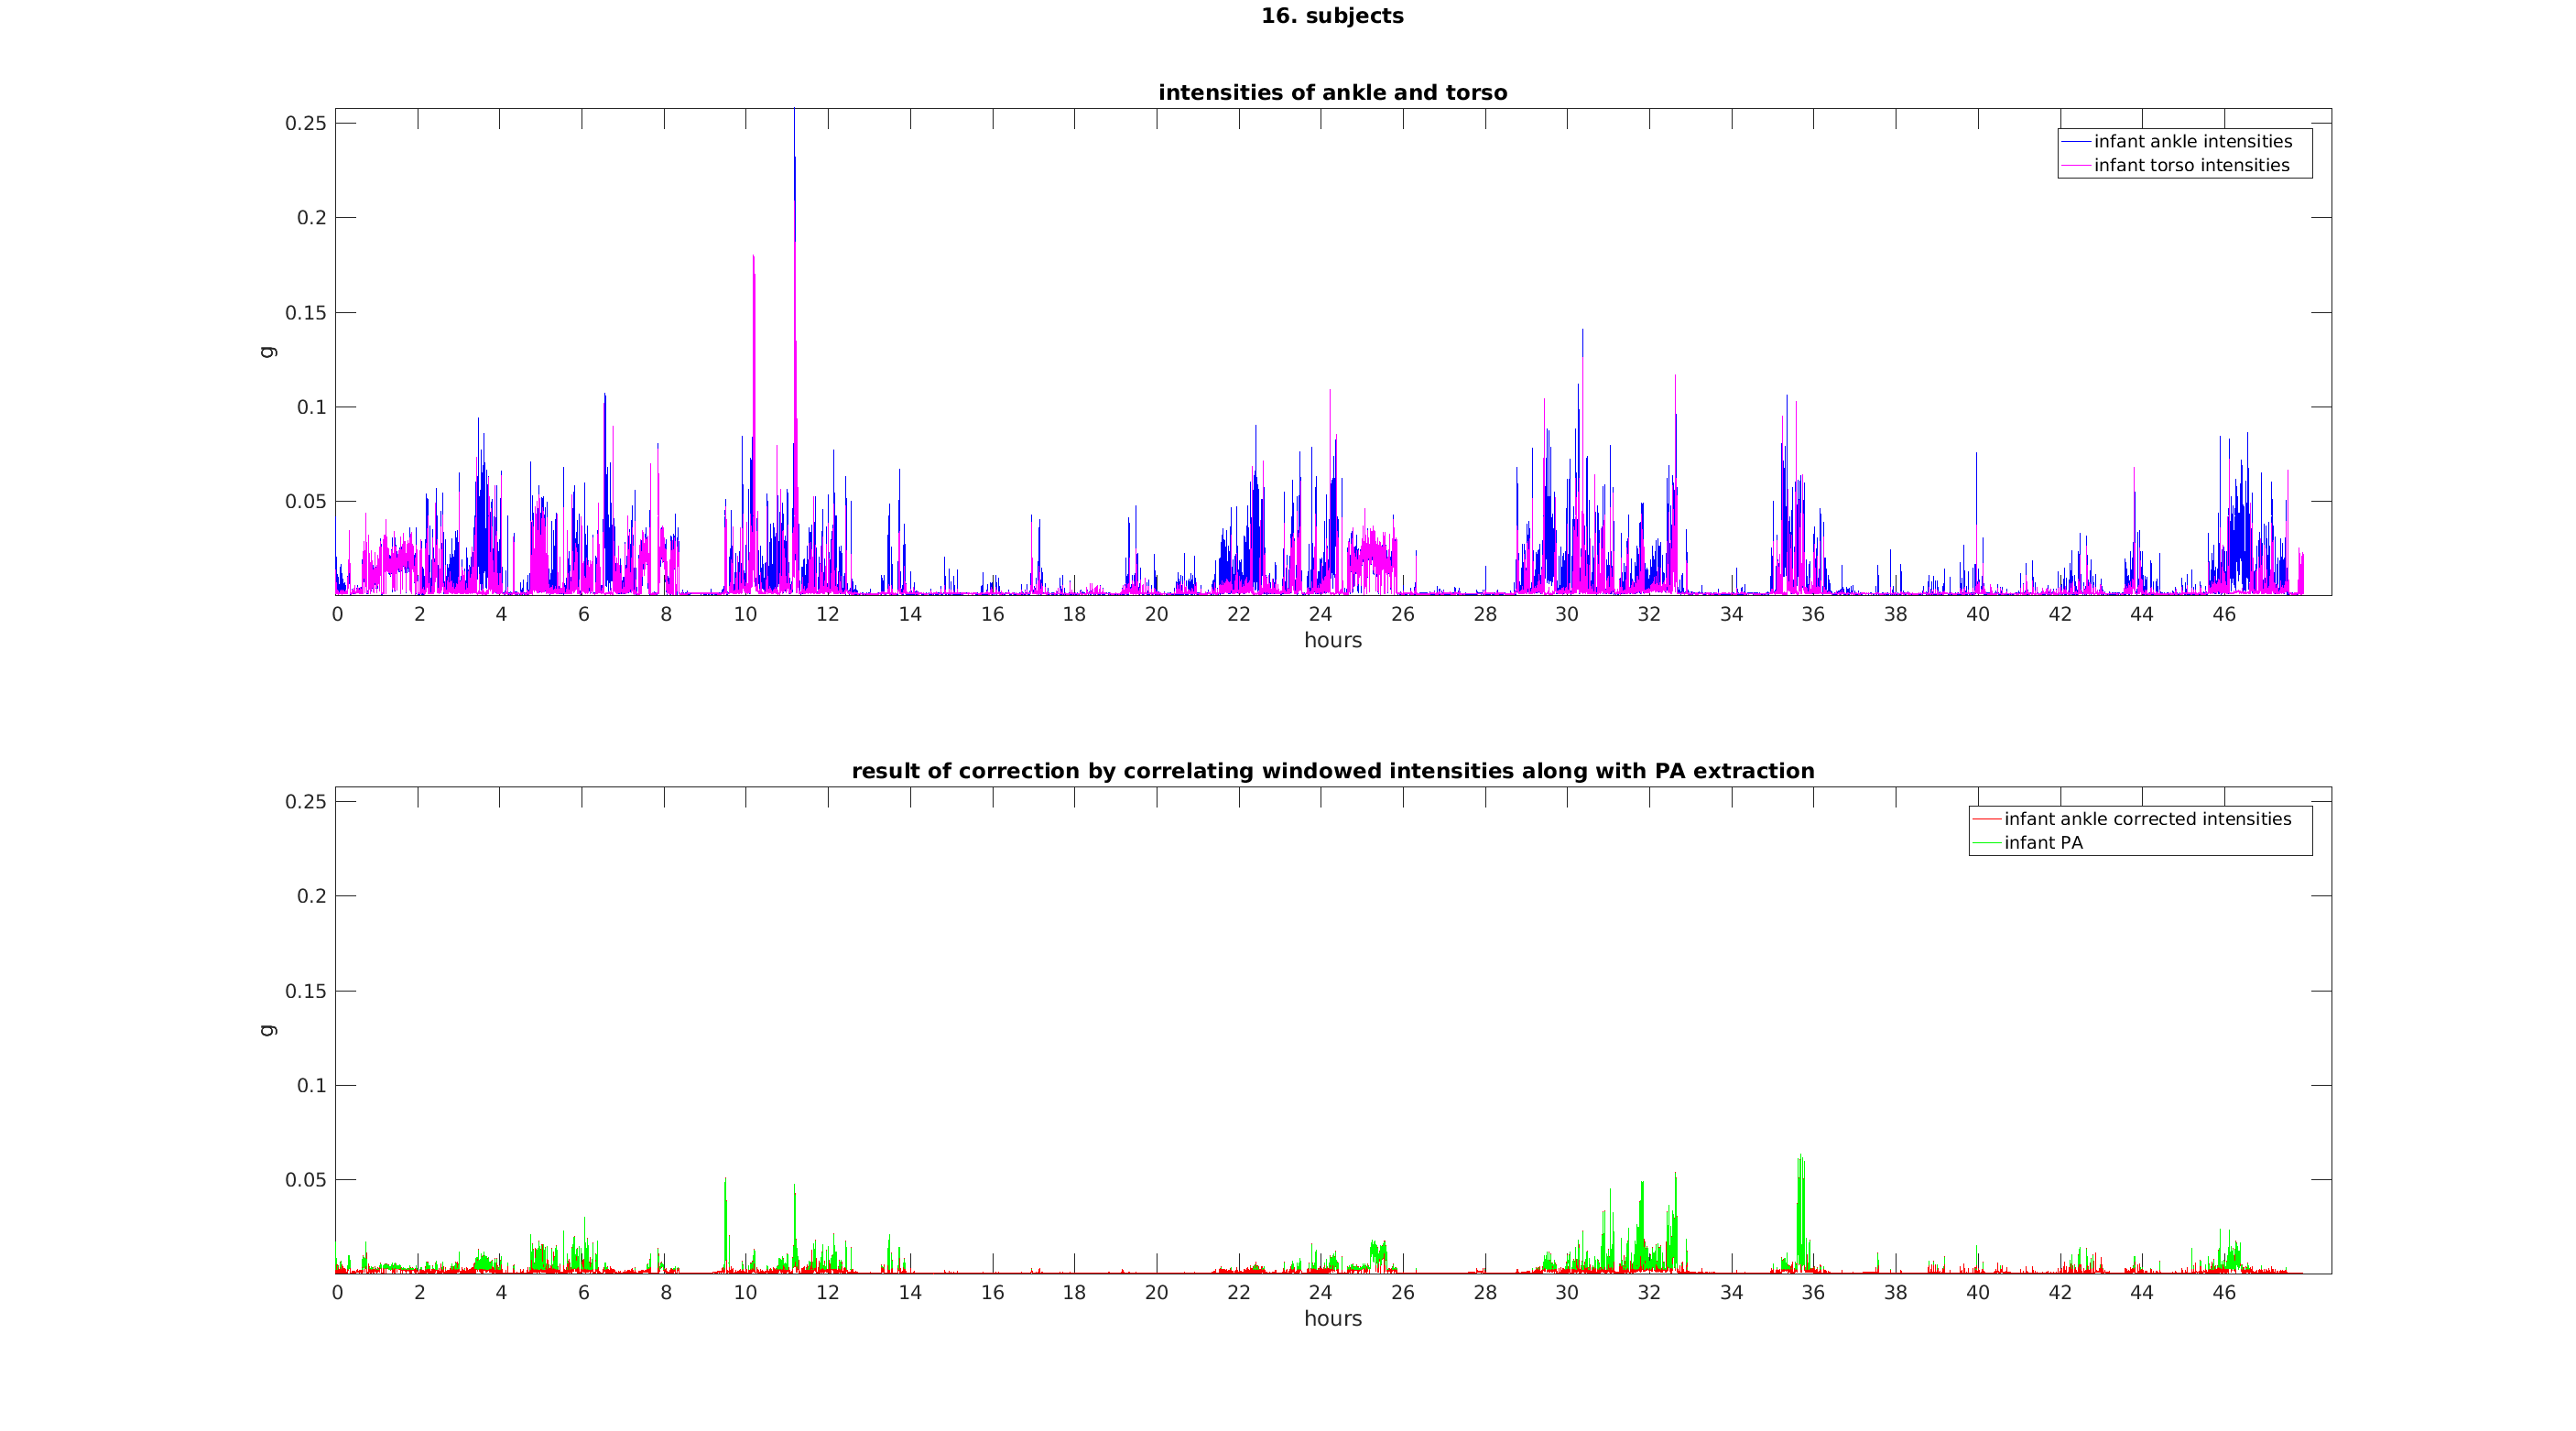 16. subjects
intensities of ankle and torso
0.25
0.2
0.15
0.1
0.05
g
infant ankle intensities
infant torso intensities
0 2 4 6 8 10 12 14 16 18 20 22 24 26 28 30 32 34 36 38 40 42 44 46
hours
result of correction by correlating windowed intensities along with PA extraction
0.25
0.2
0.15
0.1
0.05
g
infant ankle corrected intensities
infant PA
0 2 4 6 8 10 12 14 16 18 20 22 24 26 28 30 32 34 36 38 40 42 44 46
hours